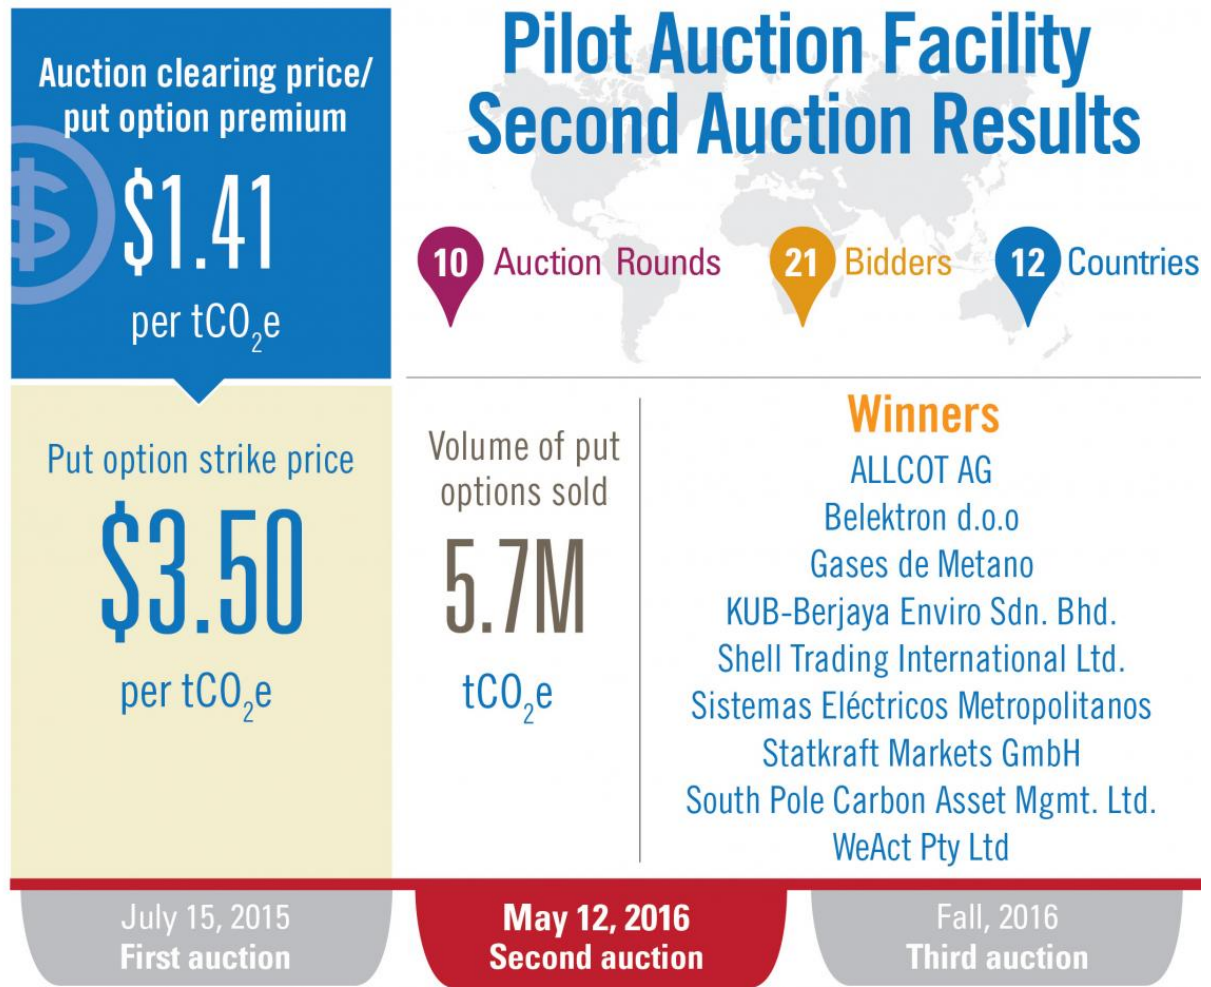 Auction clearing price/
put option premium
$
$1.41
per tCO₂e
Put option strike price
$3.50
per tCO₂e
Pilot Auction Facility
Second Auction Results
10 Auction Rounds
21 Bidders
12 Countries
Volume of put
options sold
5.7M
tCO₂e
Winners
ALLCOT AG
Belektron d.o.o
Gases de Metano
KUB-Berjaya Enviro Sdn. Bhd.
Shell Trading International Ltd.
Sistemas Eléctricos Metropolitanos
Statkraft Markets GmbH
South Pole Carbon Asset Mgmt. Ltd.
WeAct Pty Ltd
July 15, 2015
First auction
May 12, 2016
Second auction
Fall, 2016
Third auction